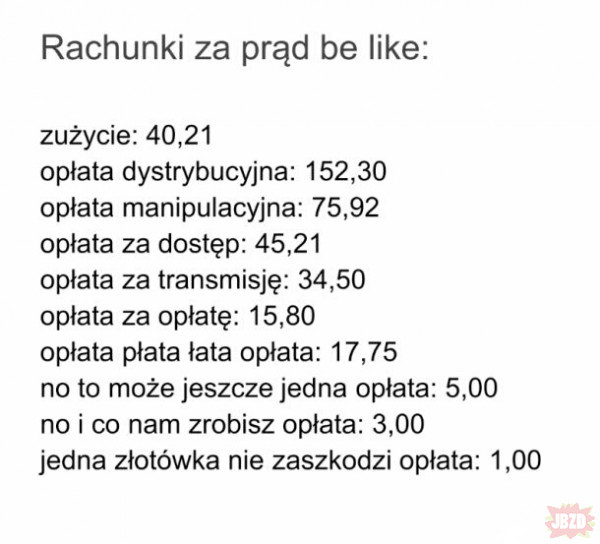 Rachunki za prąd be like:
zużycie: 40,21
opłata dystrybucyjna: 152,30
opłata manipulacyjna: 75,92
opłata za dostęp: 45,21
opłata za transmisję: 34,50
opłata za opłatę: 15,80
opłata płata łata opłata: 17,75
no to może jeszcze jedna opłata: 5,00
no i co nam zrobisz opłata: 3,00
jedna złotówka nie zaszkodzi opłata: 1,00
JBZD